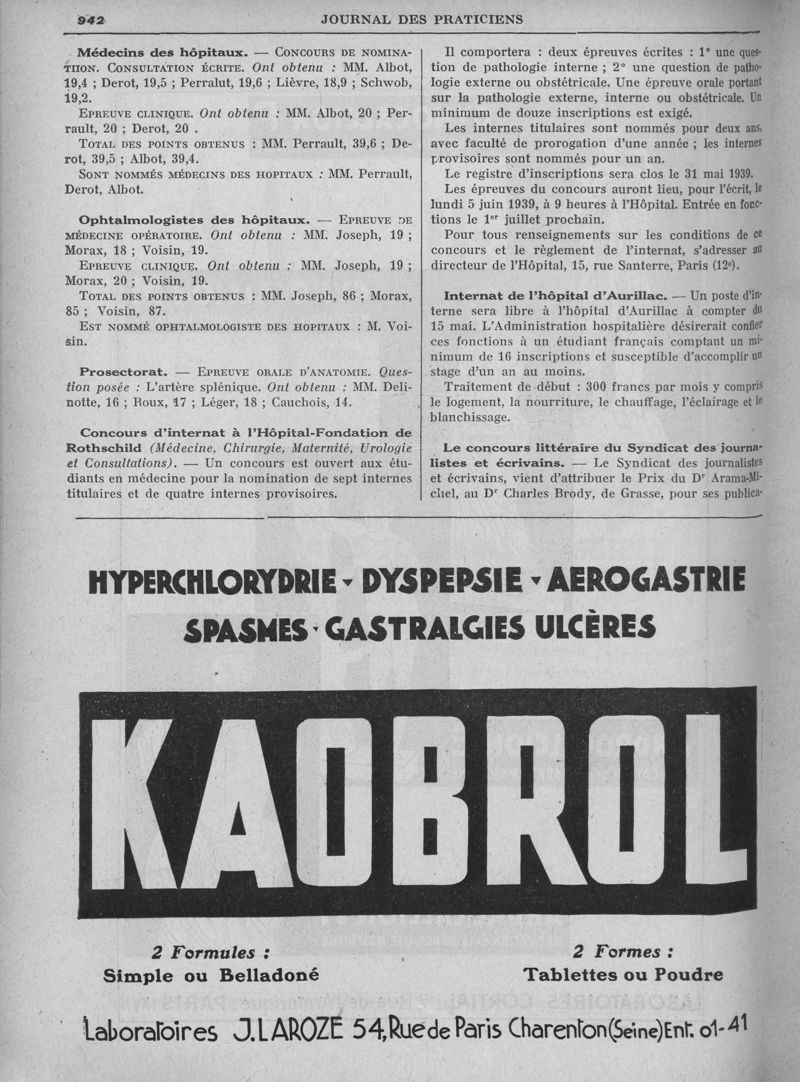 942
JOURNAL DES PRATICIENS
Médecins des hôpitaux. — CONCOURS DE NOMINA-
TIION. CONSULTATION ÉCRITE. Ont obtenu : MM. Albot,
19,4 ; Derot, 19,5 ; Perralut, 19,6 ; Lièvre, 18,9 ; Schwob,
19,2.
EPREUVE CLINIQUE. Ont obtenu : MM. Albot, 20 ; Per-
rault, 20 ; Derot, 20 .
TOTAL DES POINTS OBTENUS : MM. Perrault, 39,6 ; De-
rot, 39,5 ; Albot, 39,4.
SONT NOMMÉS MÉDECINS DES HOPITAUX : MM. Perrault,
Derot, Albot.
Ophtalmologistes des hôpitaux. — EPREUVE DE
MÉDECINE OPÉRATOIRE. Ont obtenu : MM. Joseph, 19 ;
Morax, 18 ; Voisin, 19.
EPREUVE CLINIQUE. Ont obtenu : MM. Joseph, 19 ;
Morax, 20 ; Voisin, 19.
TOTAL DES POINTS OBTENUS : MM. Joseph, 86 ; Morax,
85 ; Voisin, 87.
EST NOMMÉ OPHTALMOLOGISTE DES HOPITAUX : M. Voi-
sin.
Prosectorat. — EPREUVE ORALE D'ANATOMIE. Ques-
tion posée : L'artère splénique. Ont obtenu : MM. Deli-
notte, 16 ; Roux, 17 ; Léger, 18 ; Cauchois, 14.
Concours d'internat à l'Hôpital-Fondation de
Rothschild (Médecine, Chirurgie, Maternité, Urologie
et Consultations). — Un concours est ouvert aux étu-
diants en médecine pour la nomination de sept internes
titulaires et de quatre internes provisoires.
Il comportera : deux épreuves écrites : 1° une ques-
tion de pathologie interne ; 2° une question de patho-
logie externe ou obstétricale. Une épreuve orale portant
sur la pathologie externe, interne ou obstétricale. Un
minimum de douze inscriptions est exigé.
Les internes titulaires sont nommés pour deux ans,
avec faculté de prorogation d'une année ; les internes
provisoires sont nommés pour un an.
Le registre d'inscriptions sera clos le 31 mai 1939.
Les épreuves du concours auront lieu, pour l'écrit, le
lundi 5 juin 1939, à 9 heures à l'Hôpital. Entrée en fonc-
tions le 1er juillet prochain.
Pour tous renseignements sur les conditions de ce
concours et le règlement de l'internat, s'adresser au
directeur de l'Hôpital, 15, rue Santerre, Paris (12e).
Internat de l'hôpital d'Aurillac. — Un poste d'in-
terne sera libre à l'hôpital d'Aurillac à compter du
15 mai. L'Administration hospitalière désirerait confier
ces fonctions à un étudiant français comptant un mi-
nimum de 16 inscriptions et susceptible d'accomplir un
stage d'un an au moins.
Traitement de début : 300 francs par mois y compris
le logement, la nourriture, le chauffage, l'éclairage et le
blanchissage.
Le concours littéraire du Syndicat des journa-
listes et écrivains. — Le Syndicat des journalistes
et écrivains, vient d'attribuer le Prix du Dr Arama-Mi-
chel, au Dr Charles Brody, de Grasse, pour ses publica-
HYPERCHLORYDRIE ▾ DYSPEPSIE ▾ AEROGASTRIE
SPASMES ▾ GASTRALGIES ULCÈRES
KAOBROL
2 Formules :
Simple ou Belladoné
2 Formes :
Tablettes ou Poudre
Laboratoires J. LAROZE 54, Rue de Paris Charenton (Seine) Ent. 01-41